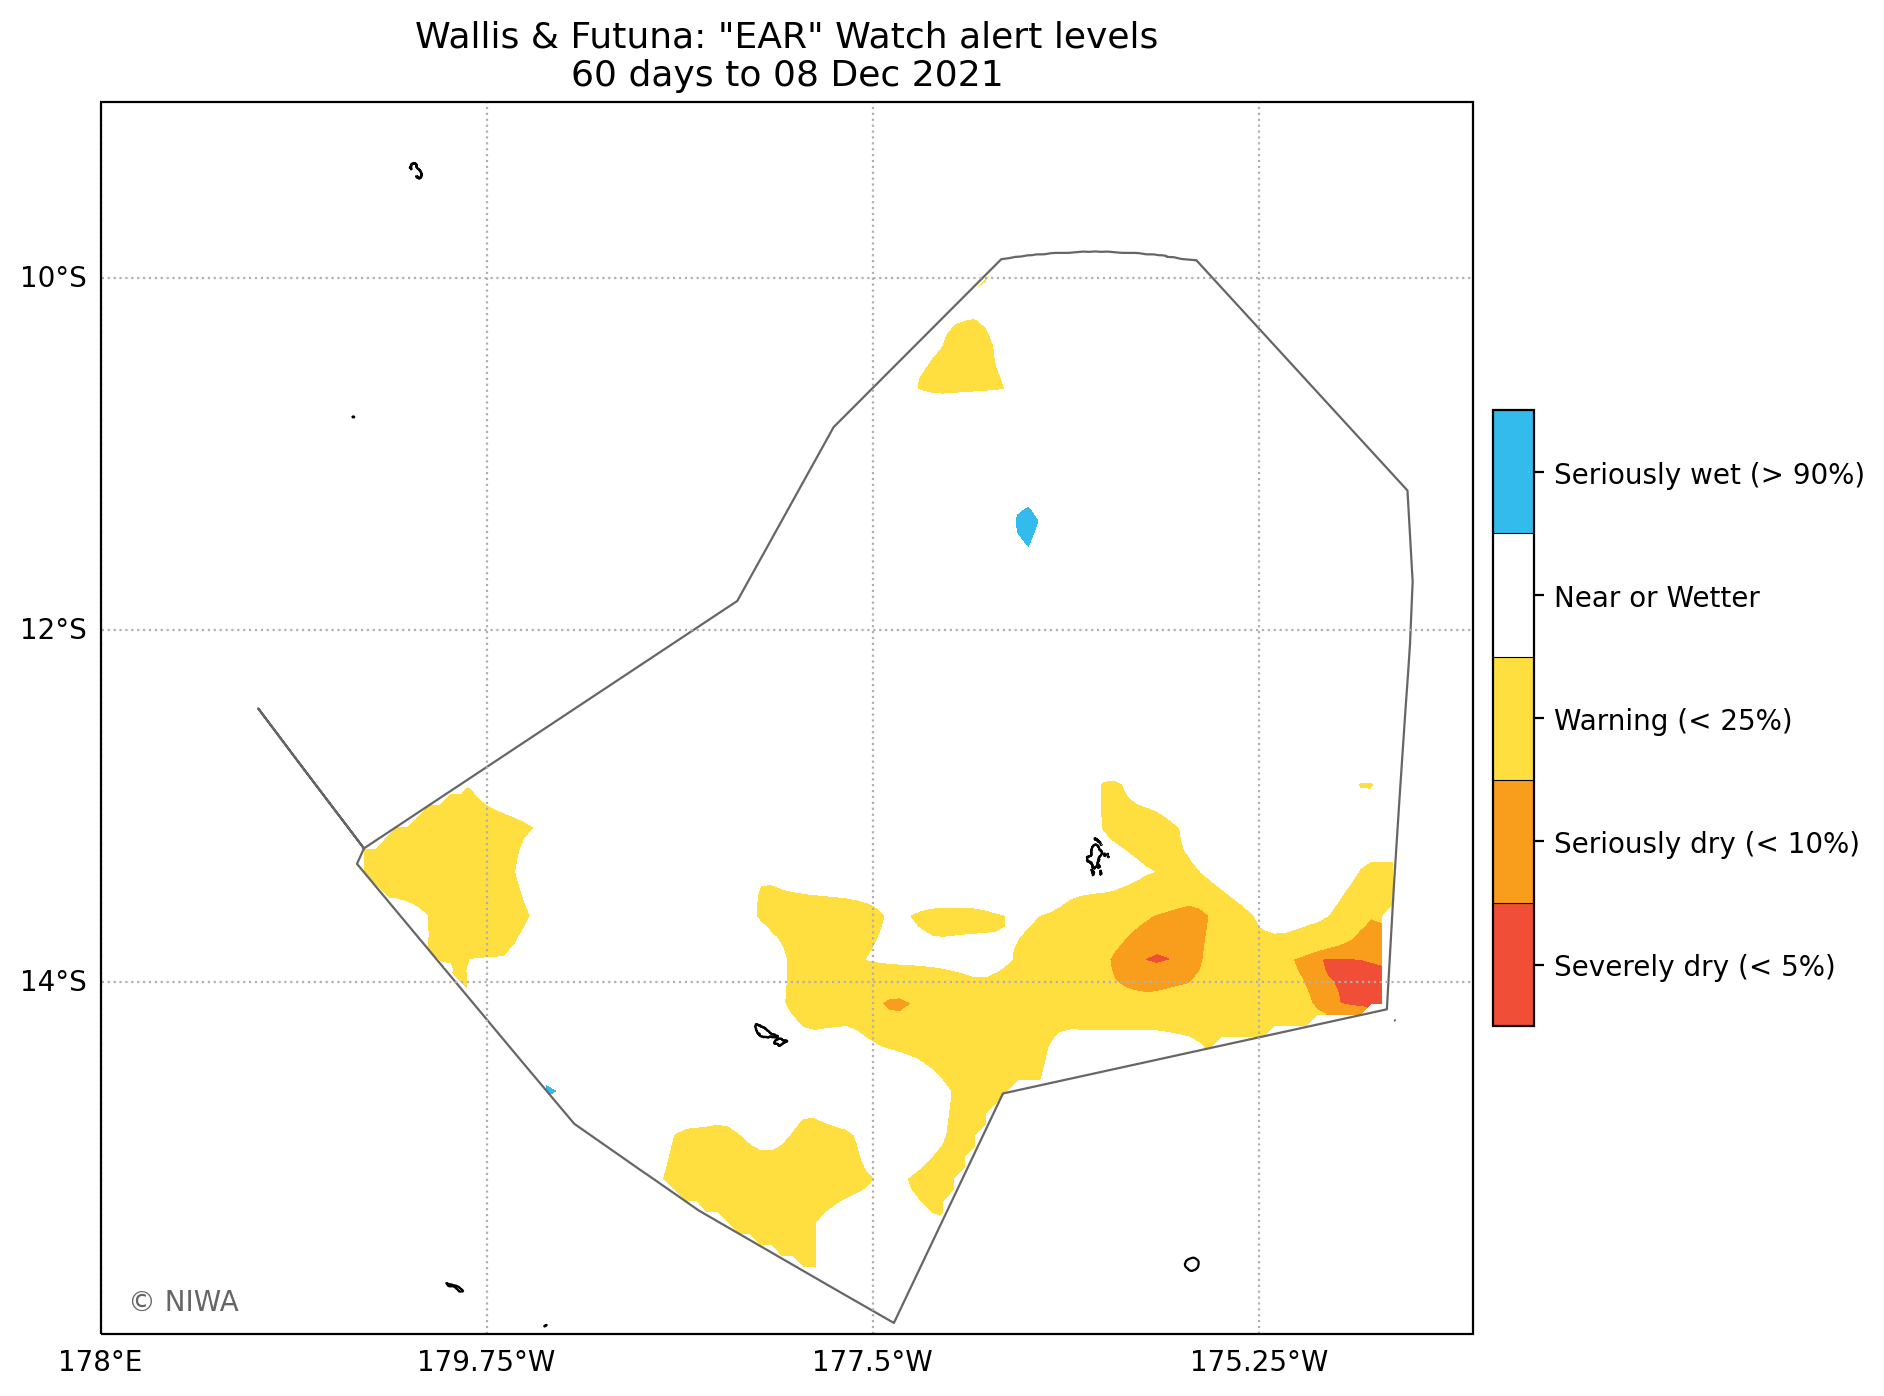 Wallis & Futuna: "EAR" Watch alert levels
60 days to 08 Dec 2021
10°S
12°S
14°S
178°E
179.75°W
177.5°W
175.25°W
Seriously wet (> 90%)
Near or Wetter
Warning (< 25%)
Seriously dry (< 10%)
Severely dry (< 5%)
© NIWA